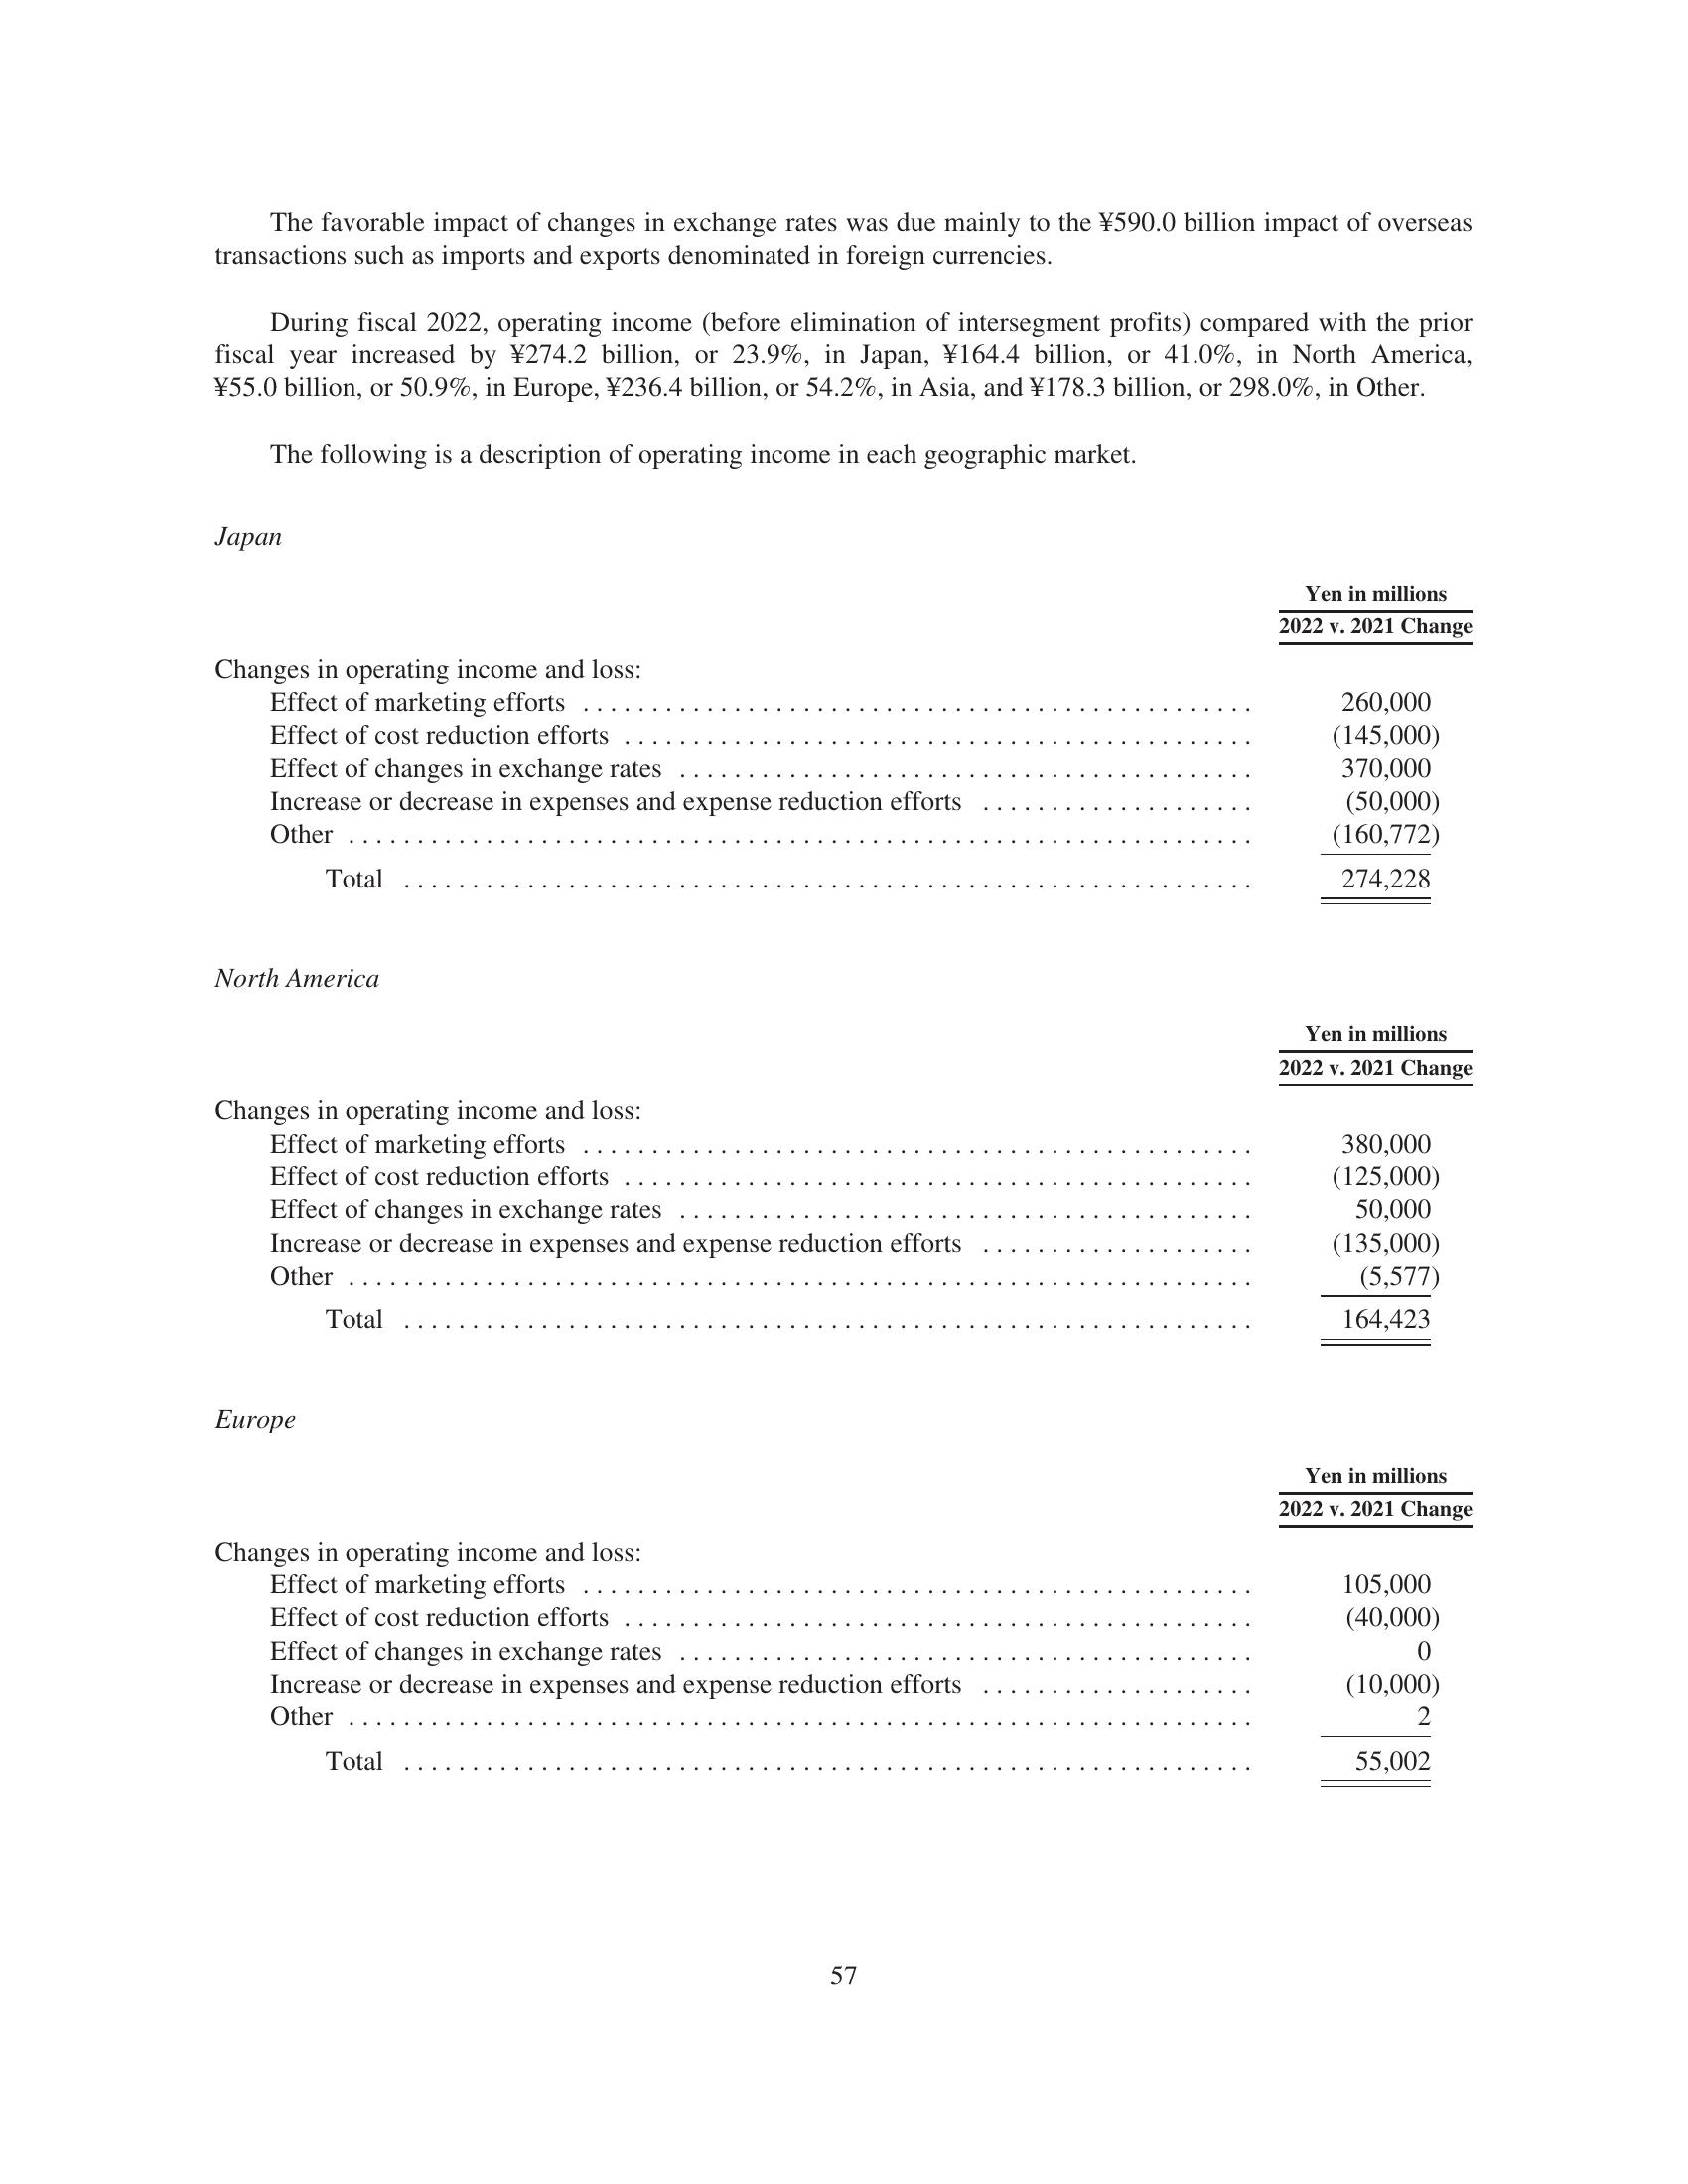 The favorable impact of changes in exchange rates was due mainly to the ¥590.0 billion impact of overseas
transactions such as imports and exports denominated in foreign currencies.
During fiscal 2022, operating income (before elimination of intersegment profits) compared with the prior
fiscal year increased by ¥274.2 billion, or 23.9%, in Japan, ¥164.4 billion, or 41.0%, in North America,
¥55.0 billion, or 50.9%, in Europe, ¥236.4 billion, or 54.2%, in Asia, and ¥178.3 billion, or 298.0%, in Other.
The following is a description of operating income in each geographic market.
Japan
Yen in millions
2022 v. 2021 Change
Changes in operating income and loss:
Effect of marketing efforts 260,000
Effect of cost reduction efforts (145,000)
Effect of changes in exchange rates 370,000
Increase or decrease in expenses and expense reduction efforts (50,000)
Other (160,772)
Total 274,228
North America
Yen in millions
2022 v. 2021 Change
Changes in operating income and loss:
Effect of marketing efforts 380,000
Effect of cost reduction efforts (125,000)
Effect of changes in exchange rates 50,000
Increase or decrease in expenses and expense reduction efforts (135,000)
Other (5,577)
Total 164,423
Europe
Yen in millions
2022 v. 2021 Change
Changes in operating income and loss:
Effect of marketing efforts 105,000
Effect of cost reduction efforts (40,000)
Effect of changes in exchange rates 0
Increase or decrease in expenses and expense reduction efforts (10,000)
Other 2
Total 55,002
57